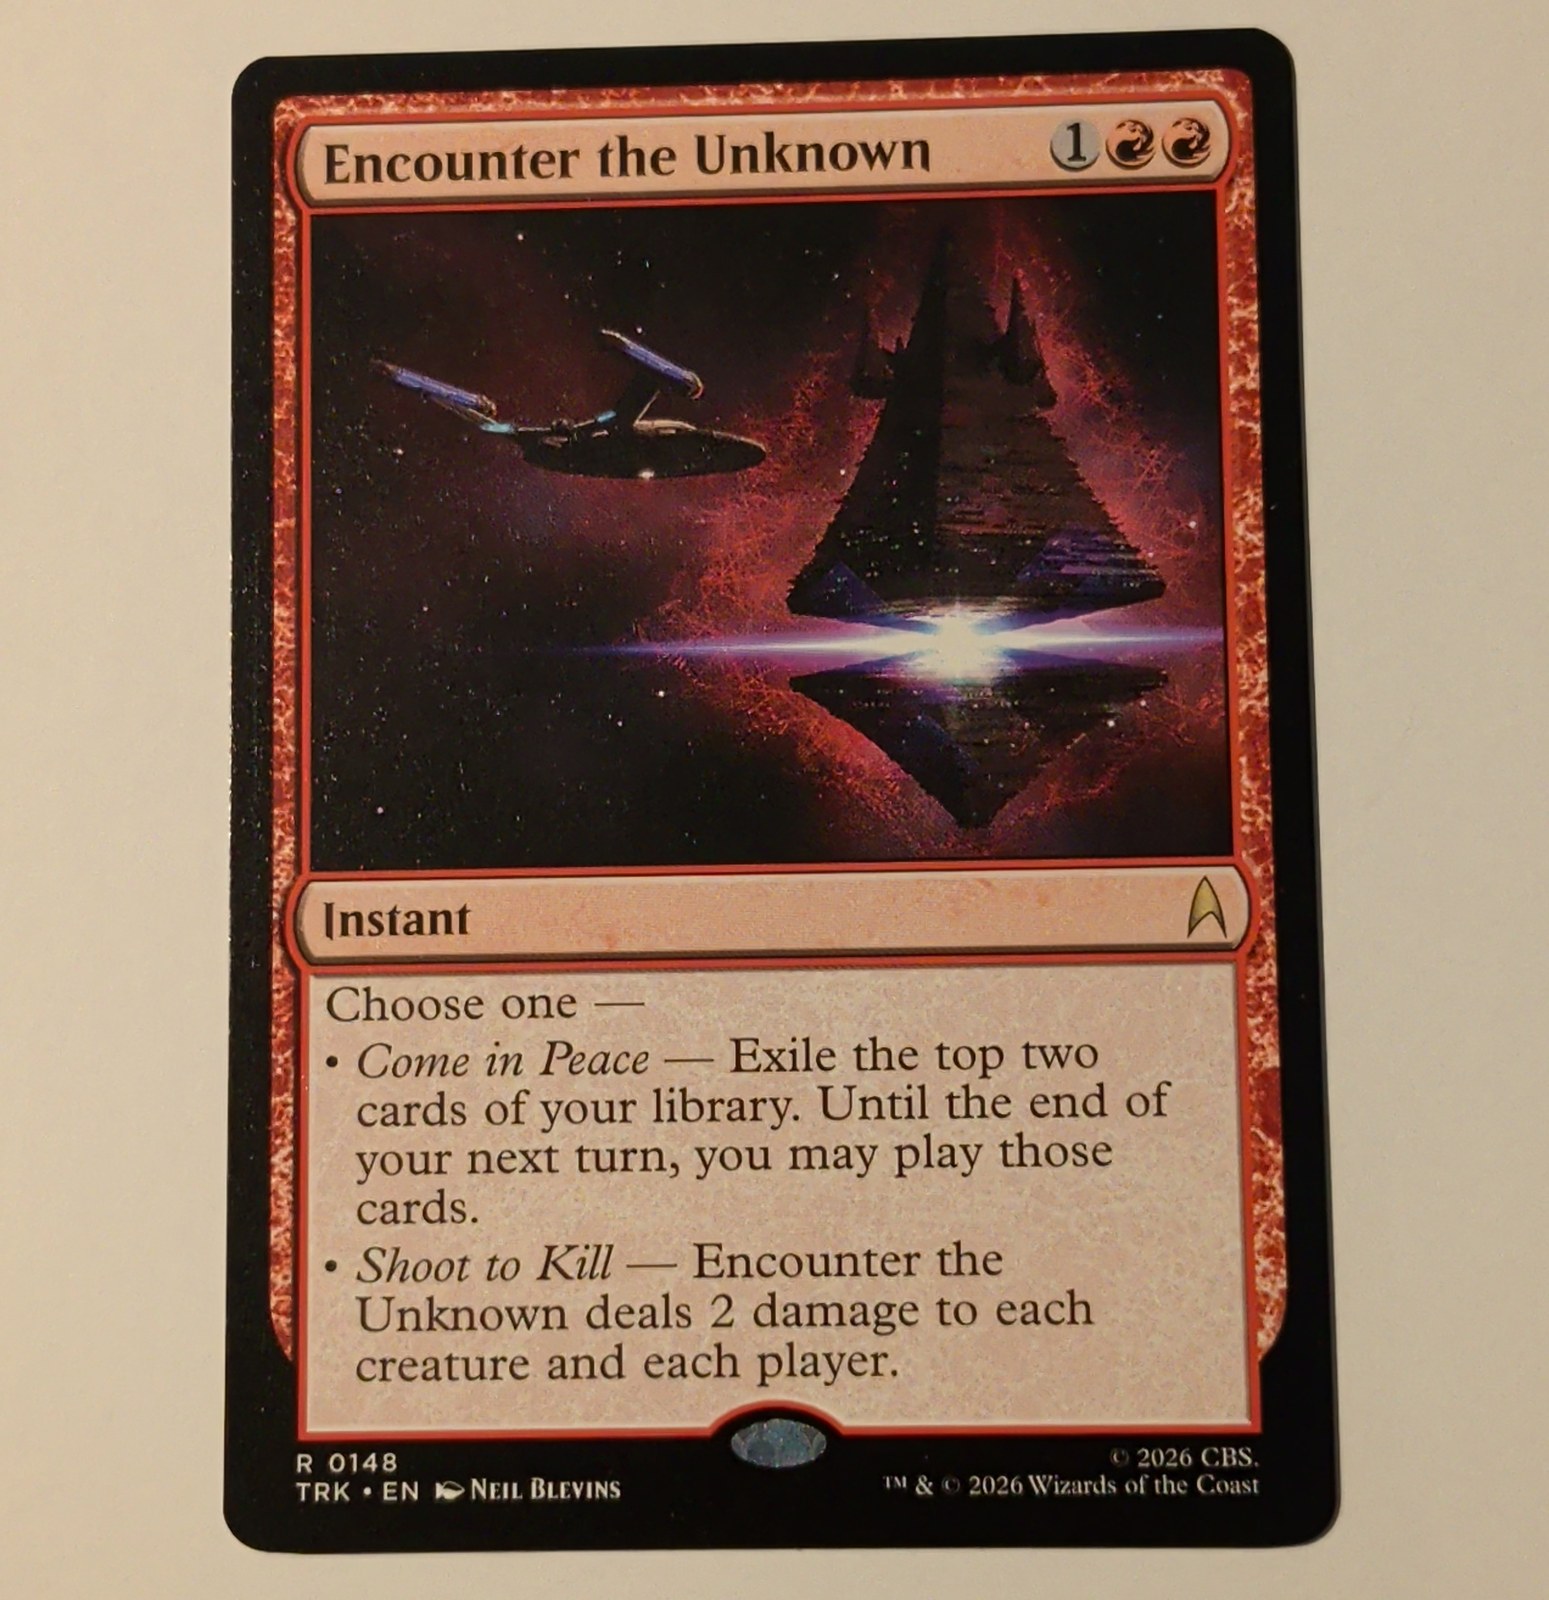 Encounter the Unknown 1
Instant
Choose one —
• Come in Peace — Exile the top two
cards of your library. Until the end of
your next turn, you may play those
cards.
• Shoot to Kill — Encounter the
Unknown deals 2 damage to each
creature and each player.
R 0148
TRK • EN NEIL BLEVINS
© 2026 CBS.
™ & © 2026 Wizards of the Coast